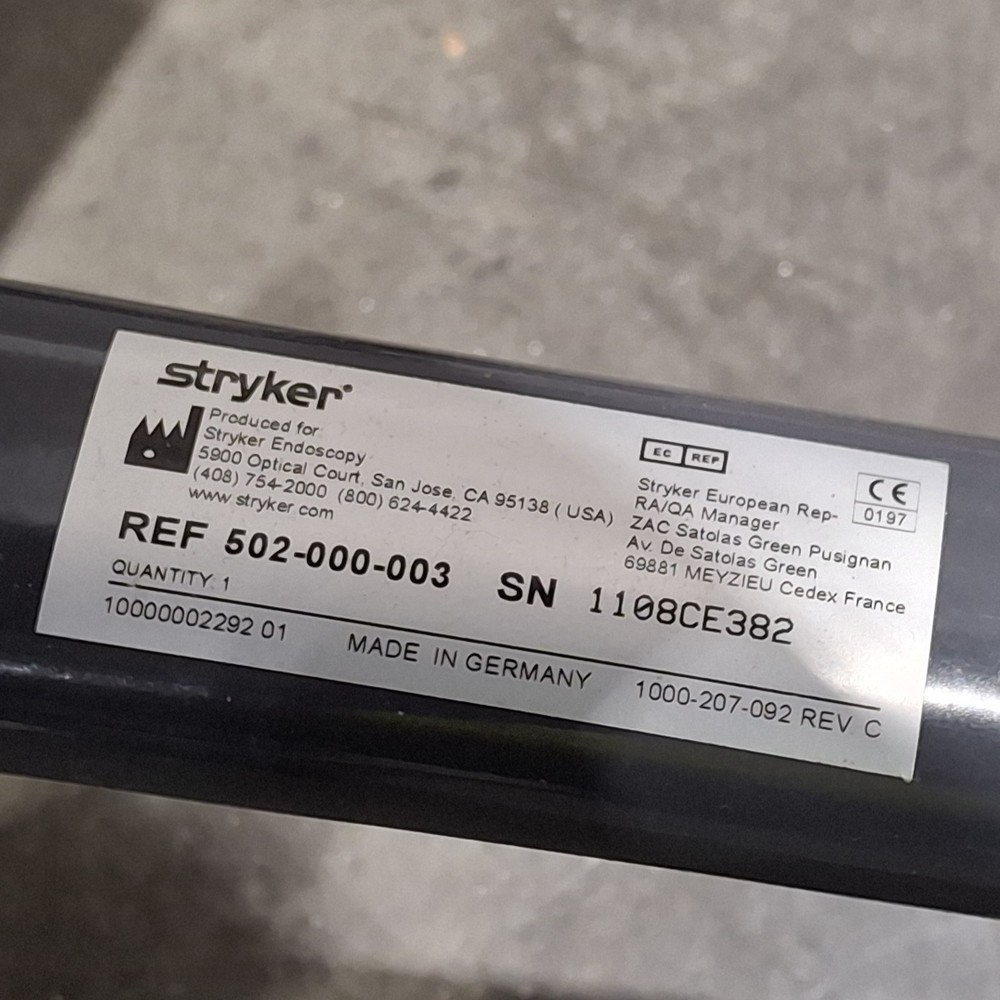 stryker
Produced for
Stryker Endoscopy
5900 Optical Court, San Jose, CA 95138 ( USA)
(408) 754-2000 (800) 624-4422
www stryker com
EC REP
Stryker European Rep-
RA/QA Manager
ZAC Satolas Green Pusignan
Av. De Satolas Green
69881 MEYZIEU Cedex France
CE
0197
REF 502-000-003 SN 1108CE382
QUANTITY: 1
10000002292 01 MADE IN GERMANY 1000-207-092 REV. C